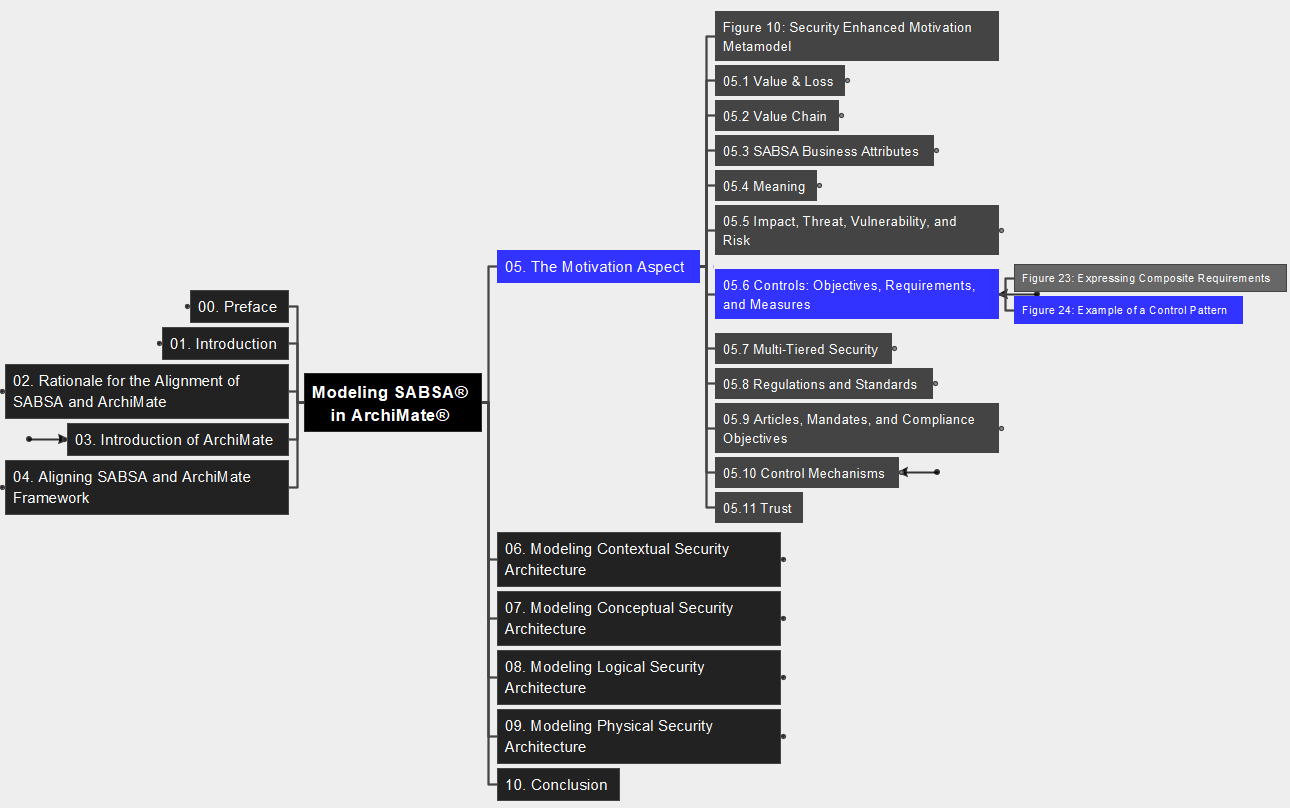 Modeling SABSA®
in ArchiMate®
00. Preface
01. Introduction
02. Rationale for the Alignment of
SABSA and ArchiMate
03. Introduction of ArchiMate
04. Aligning SABSA and ArchiMate
Framework
05. The Motivation Aspect
Figure 10: Security Enhanced Motivation
Metamodel
05.1 Value & Loss
05.2 Value Chain
05.3 SABSA Business Attributes
05.4 Meaning
05.5 Impact, Threat, Vulnerability, and
Risk
05.6 Controls: Objectives, Requirements,
and Measures
Figure 23: Expressing Composite Requirements
Figure 24: Example of a Control Pattern
05.7 Multi-Tiered Security
05.8 Regulations and Standards
05.9 Articles, Mandates, and Compliance
Objectives
05.10 Control Mechanisms
05.11 Trust
06. Modeling Contextual Security
Architecture
07. Modeling Conceptual Security
Architecture
08. Modeling Logical Security
Architecture
09. Modeling Physical Security
Architecture
10. Conclusion